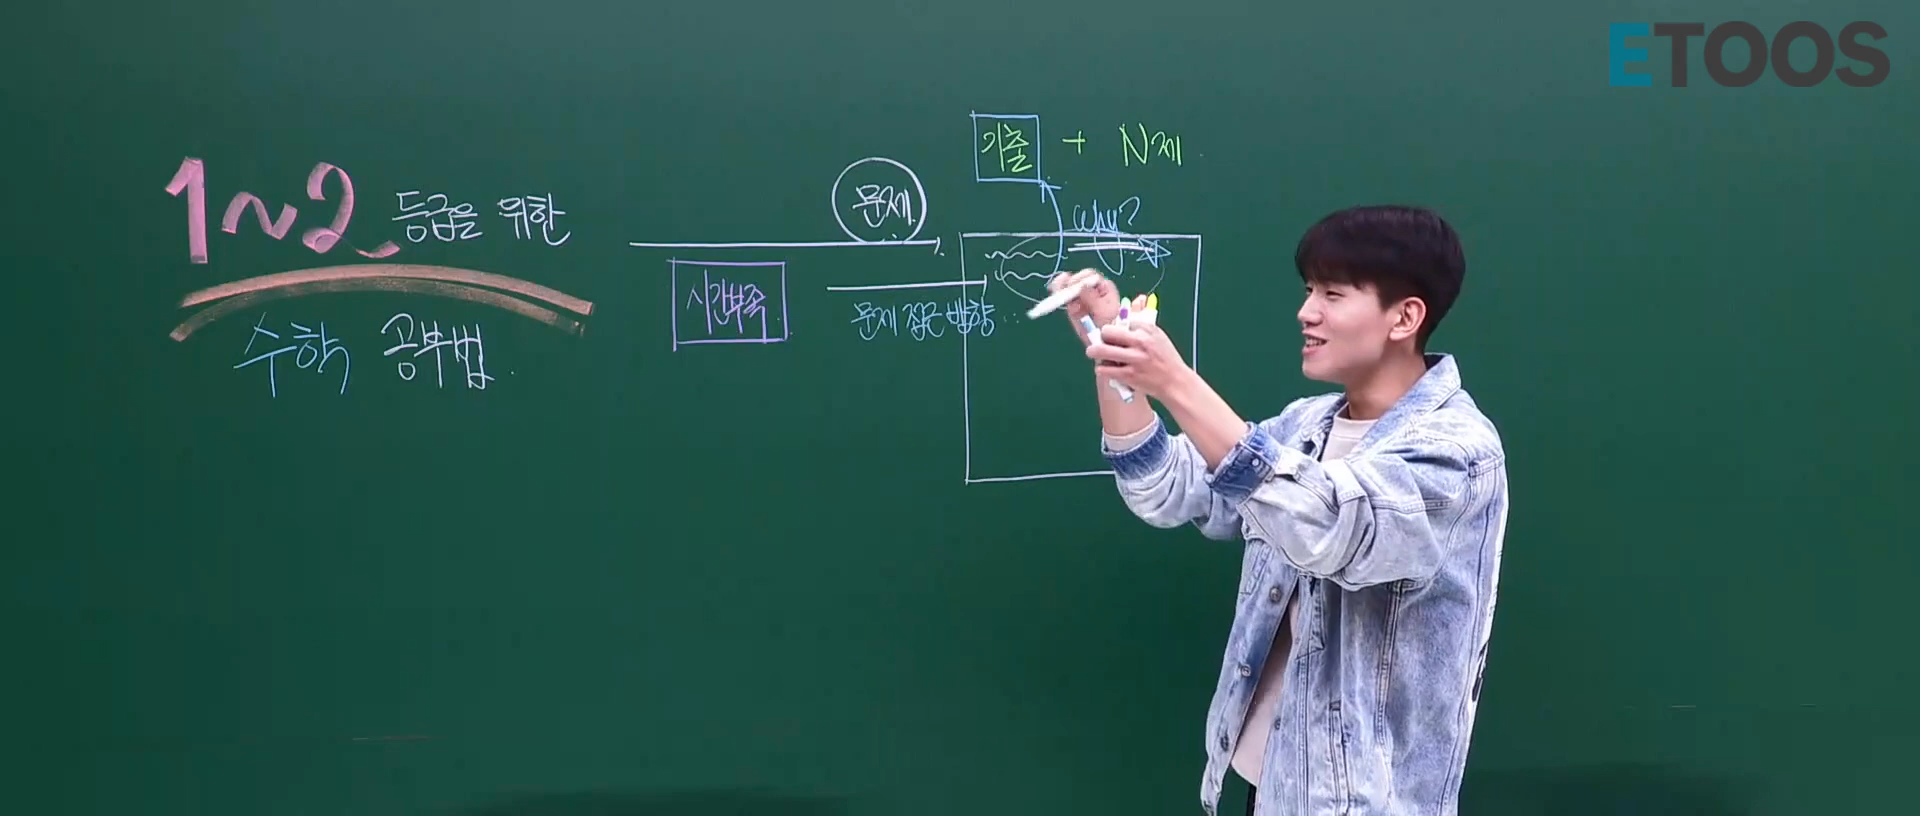 ETOOS
1~2 등급을 위한
수학 공부법.
문제
시간부족
기출 + N제
why?
문제 접근 방향